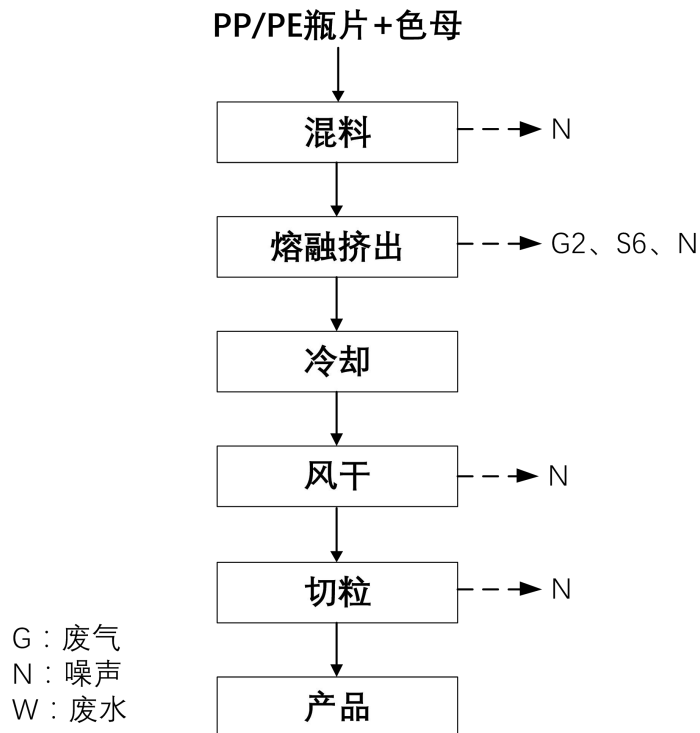 PP/PE瓶片+色母
混料
N
熔融挤出
G2、S6、N
冷却
风干
N
切粒
N
产品
G：废气
N：噪声
W：废水